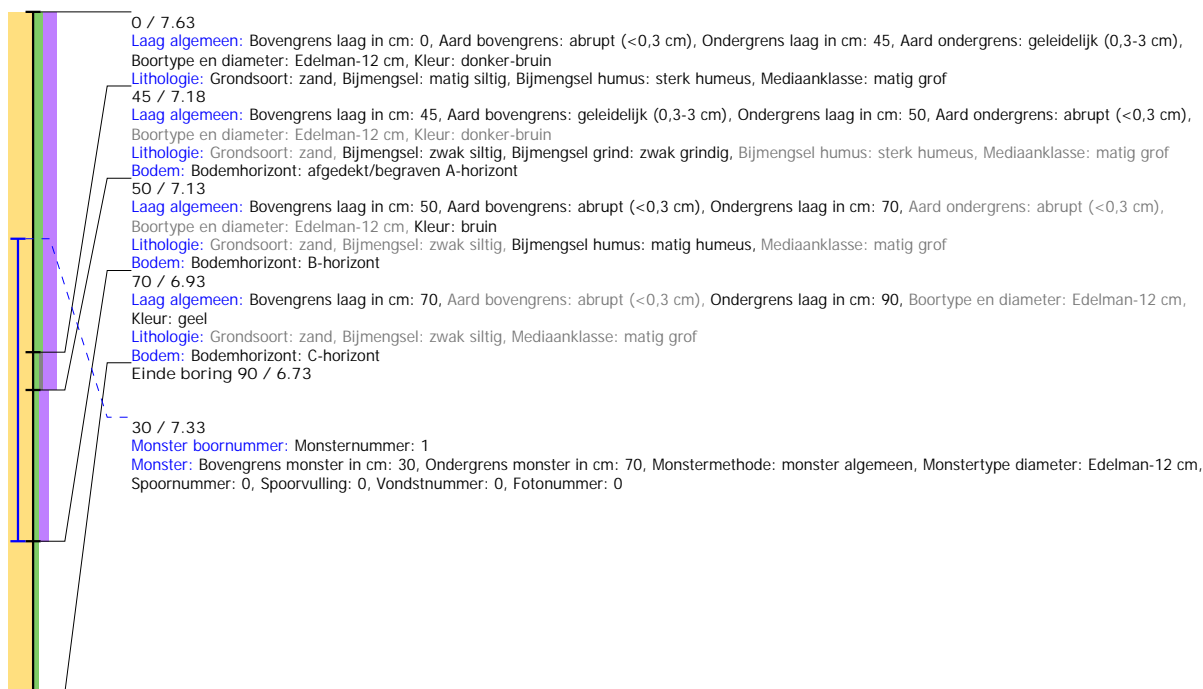 0 / 7.63
Laag algemeen: Bovengrens laag in cm: 0, Aard bovengrens: abrupt (<0,3 cm), Ondergrens laag in cm: 45, Aard ondergrens: geleidelijk (0,3-3 cm),
Boortype en diameter: Edelman-12 cm, Kleur: donker-bruin
Lithologie: Grondsoort: zand, Bijmengsel: matig siltig, Bijmengsel humus: sterk humeus, Mediaanklasse: matig grof
45 / 7.18
Laag algemeen: Bovengrens laag in cm: 45, Aard bovengrens: geleidelijk (0,3-3 cm), Ondergrens laag in cm: 50, Aard ondergrens: abrupt (<0,3 cm),
Boortype en diameter: Edelman-12 cm, Kleur: donker-bruin
Lithologie: Grondsoort: zand, Bijmengsel: zwak siltig, Bijmengsel grind: zwak grindig, Bijmengsel humus: sterk humeus, Mediaanklasse: matig grof
Bodem: Bodemhorizont: afgedekt/begraven A-horizont
50 / 7.13
Laag algemeen: Bovengrens laag in cm: 50, Aard bovengrens: abrupt (<0,3 cm), Ondergrens laag in cm: 70, Aard ondergrens: abrupt (<0,3 cm),
Boortype en diameter: Edelman-12 cm, Kleur: bruin
Lithologie: Grondsoort: zand, Bijmengsel: zwak siltig, Bijmengsel humus: matig humeus, Mediaanklasse: matig grof
Bodem: Bodemhorizont: B-horizont
70 / 6.93
Laag algemeen: Bovengrens laag in cm: 70, Aard bovengrens: abrupt (<0,3 cm), Ondergrens laag in cm: 90, Boortype en diameter: Edelman-12 cm,
Kleur: geel
Lithologie: Grondsoort: zand, Bijmengsel: zwak siltig, Mediaanklasse: matig grof
Bodem: Bodemhorizont: C-horizont
Einde boring 90 / 6.73
30 / 7.33
Monster boornummer: Monsternummer: 1
Monster: Bovengrens monster in cm: 30, Ondergrens monster in cm: 70, Monstermethode: monster algemeen, Monstertype diameter: Edelman-12 cm,
Spoornummer: 0, Spoorvulling: 0, Vondstnummer: 0, Fotonummer: 0